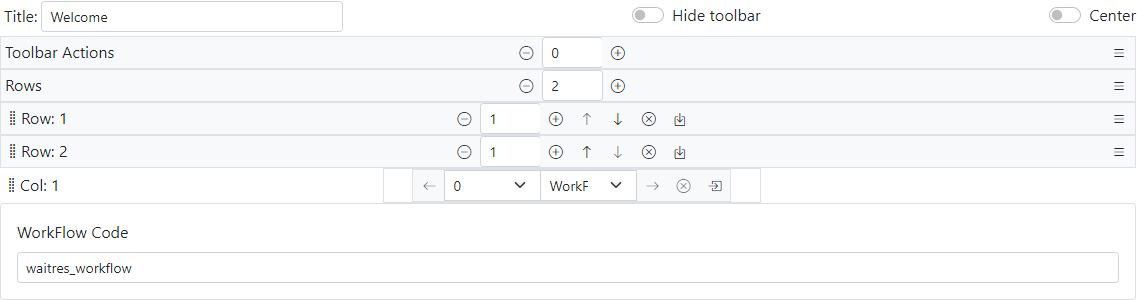 Title: Welcome Hide toolbar Center
Toolbar Actions 0
Rows 2
Row: 1 1
Row: 2 1
Col: 1 0 WorkF
WorkFlow Code
waitres_workflow